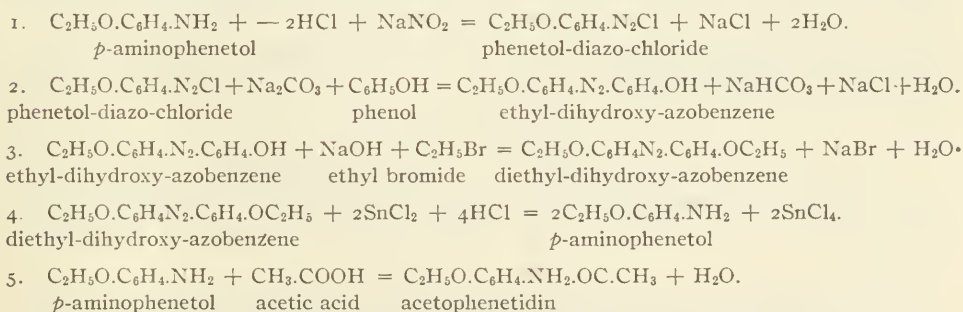 1. C₂H₅O.C₆H₄.NH₂ + — 2HCl + NaNO₂ = C₂H₅O.C₆H₄.N₂Cl + NaCl + 2H₂O.
p-aminophenetol phenetol-diazo-chloride
2. C₂H₅O.C₆H₄.N₂Cl+Na₂CO₃+C₆H₅OH=C₂H₅O.C₆H₄.N₂.C₆H₄.OH+NaHCO₃+NaCl+H₂O.
phenetol-diazo-chloride phenol ethyl-dihydroxy-azobenzene
3. C₂H₅O.C₆H₄.N₂.C₆H₄.OH + NaOH + C₂H₅Br = C₂H₅O.C₆H₄N₂.C₆H₄.OC₂H₅ + NaBr + H₂O.
ethyl-dihydroxy-azobenzene ethyl bromide diethyl-dihydroxy-azobenzene
4. C₂H₅O.C₆H₄N₂.C₆H₄.OC₂H₅ + 2SnCl₂ + 4HCl = 2C₂H₅O.C₆H₄.NH₂ + 2SnCl₄.
diethyl-dihydroxy-azobenzene p-aminophenetol
5. C₂H₅O.C₆H₄.NH₂ + CH₃.COOH = C₂H₅O.C₆H₄.NH₂.OC.CH₃ + H₂O.
p-aminophenetol acetic acid acetophenetidin